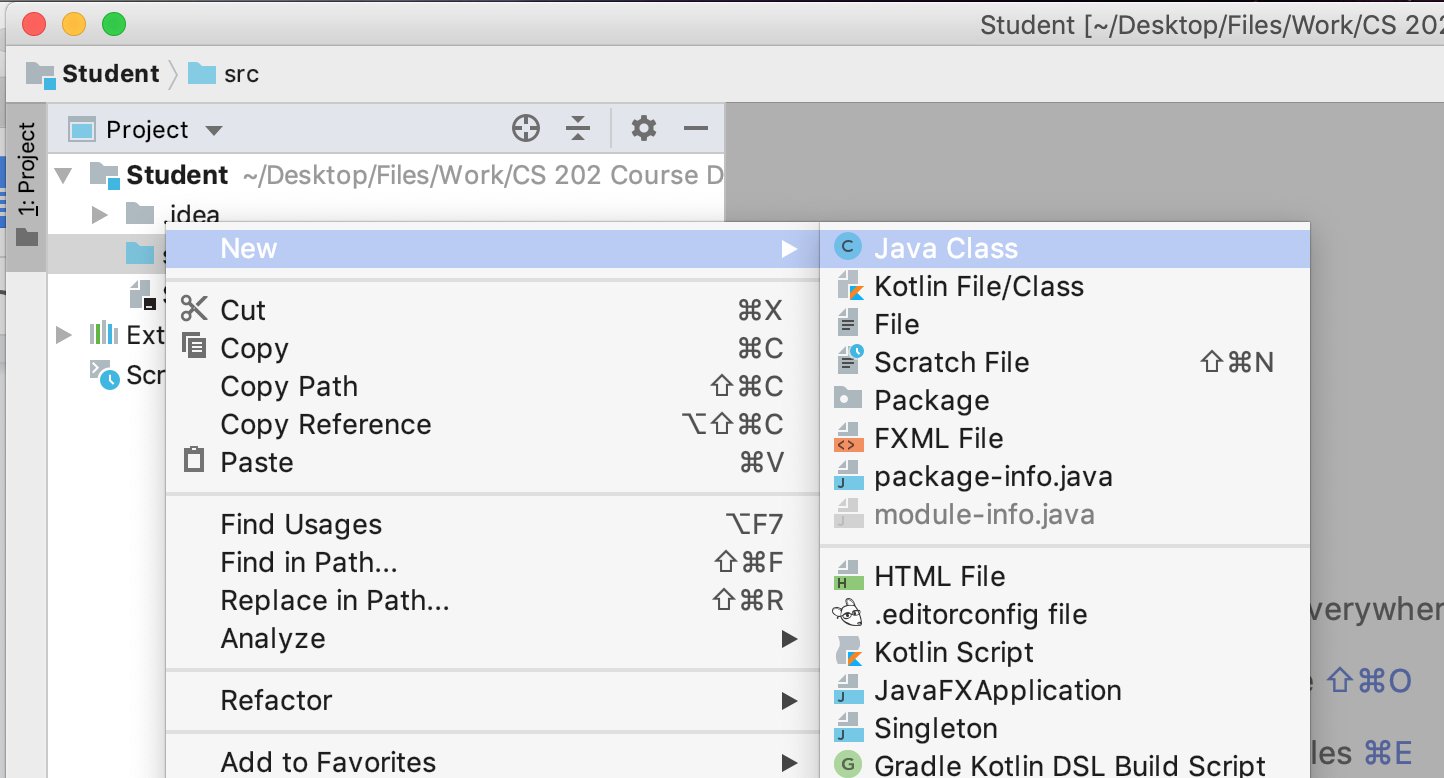 Student [~/Desktop/Files/Work/CS 202
Student src
1: Project
Project
Student ~/Desktop/Files/Work/CS 202 Course D
.idea
Ext
Scr
New
Cut ⌘X
Copy ⌘C
Copy Path ⇧⌘C
Copy Reference ⌥⇧⌘C
Paste ⌘V
Find Usages ⌥F7
Find in Path... ⇧⌘F
Replace in Path... ⇧⌘R
Analyze
Refactor
Add to Favorites
C Java Class
Kotlin File/Class
File
Scratch File ⇧⌘N
Package
<> FXML File
J package-info.java
J module-info.java
H HTML File
.editorconfig file
Kotlin Script
J JavaFXApplication
J Singleton
G Gradle Kotlin DSL Build Script
verywher
⇧⌘O
les ⌘E